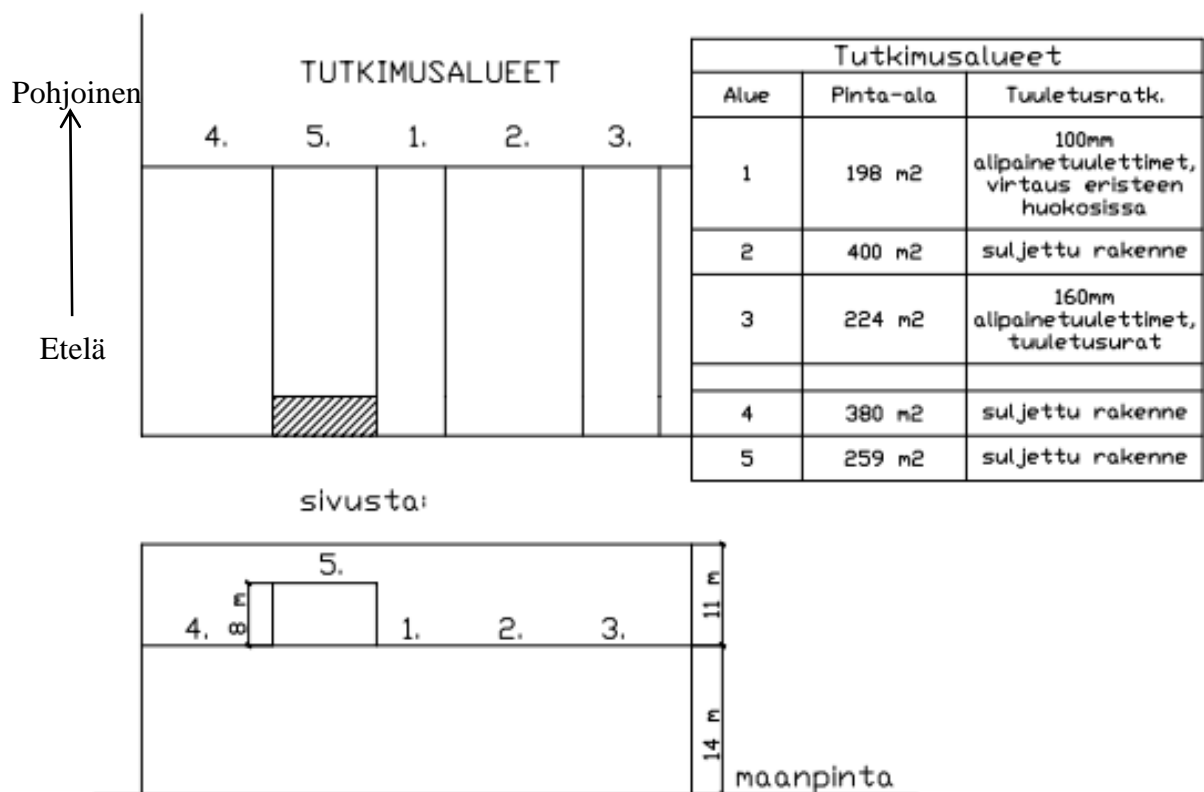 TUTKIMUSALUEET
Pohjoinen
Etelä
4. 5. 1. 2. 3.
Tutkimusalueet
Alue Pinta-ala Tuuletusratk.
1 198 m2 100mm
alipainetuulettimet,
virtaus eristeen
huokosissa
2 400 m2 suljettu rakenne
3 224 m2 160mm
alipainetuulettimet,
tuuletusurat
4 380 m2 suljettu rakenne
5 259 m2 suljettu rakenne
sivusta:
5.
8 m
11 m
4. 1. 2. 3.
14 m
maanpinta